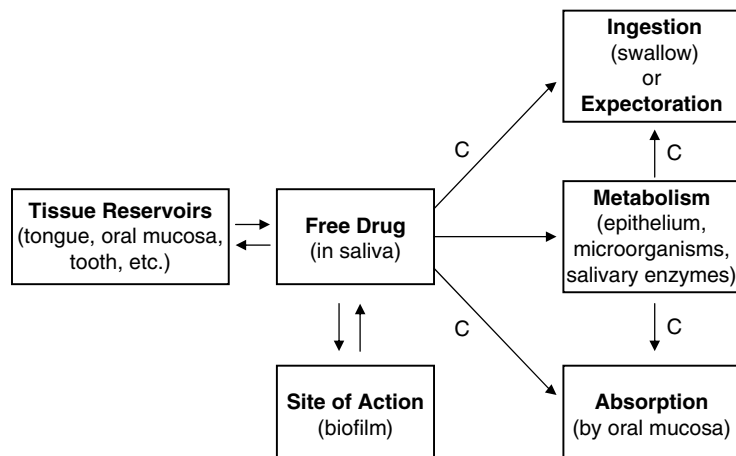 Ingestion
(swallow)
or
Expectoration
C
C
Tissue Reservoirs
(tongue, oral mucosa,
tooth, etc.)
Free Drug
(in saliva)
Metabolism
(epithelium,
microorganisms,
salivary enzymes)
C
C
Site of Action
(biofilm)
Absorption
(by oral mucosa)